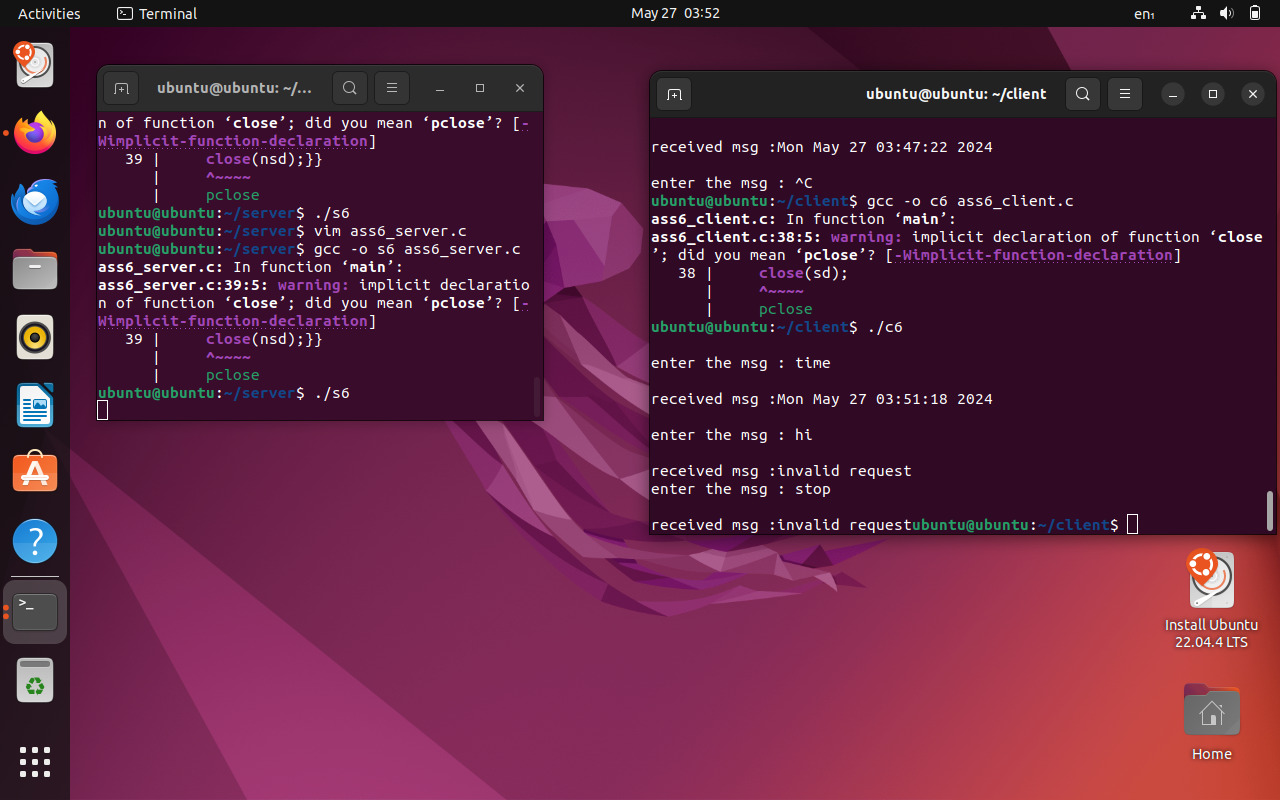 Activities
Terminal
May 27 03:52
en₁
ubuntu@ubuntu: ~/...
n of function ‘close’; did you mean ‘pclose’? [-
Wimplicit-function-declaration]
39 | close(nsd);}}
| ^~~~~
| pclose
ubuntu@ubuntu:~/server$ ./s6
ubuntu@ubuntu:~/server$ vim ass6_server.c
ubuntu@ubuntu:~/server$ gcc -o s6 ass6_server.c
ass6_server.c: In function ‘main’:
ass6_server.c:39:5: warning: implicit declaratio
n of function ‘close’; did you mean ‘pclose’? [-
Wimplicit-function-declaration]
39 | close(nsd);}}
| ^~~~~
| pclose
ubuntu@ubuntu:~/server$ ./s6
ubuntu@ubuntu: ~/client
received msg :Mon May 27 03:47:22 2024
enter the msg : ^C
ubuntu@ubuntu:~/client$ gcc -o c6 ass6_client.c
ass6_client.c: In function ‘main’:
ass6_client.c:38:5: warning: implicit declaration of function ‘close
’; did you mean ‘pclose’? [-Wimplicit-function-declaration]
38 | close(sd);
| ^~~~~
| pclose
ubuntu@ubuntu:~/client$ ./c6
enter the msg : time
received msg :Mon May 27 03:51:18 2024
enter the msg : hi
received msg :invalid request
enter the msg : stop
received msg :invalid requestubuntu@ubuntu:~/client$
Install Ubuntu
22.04.4 LTS
Home